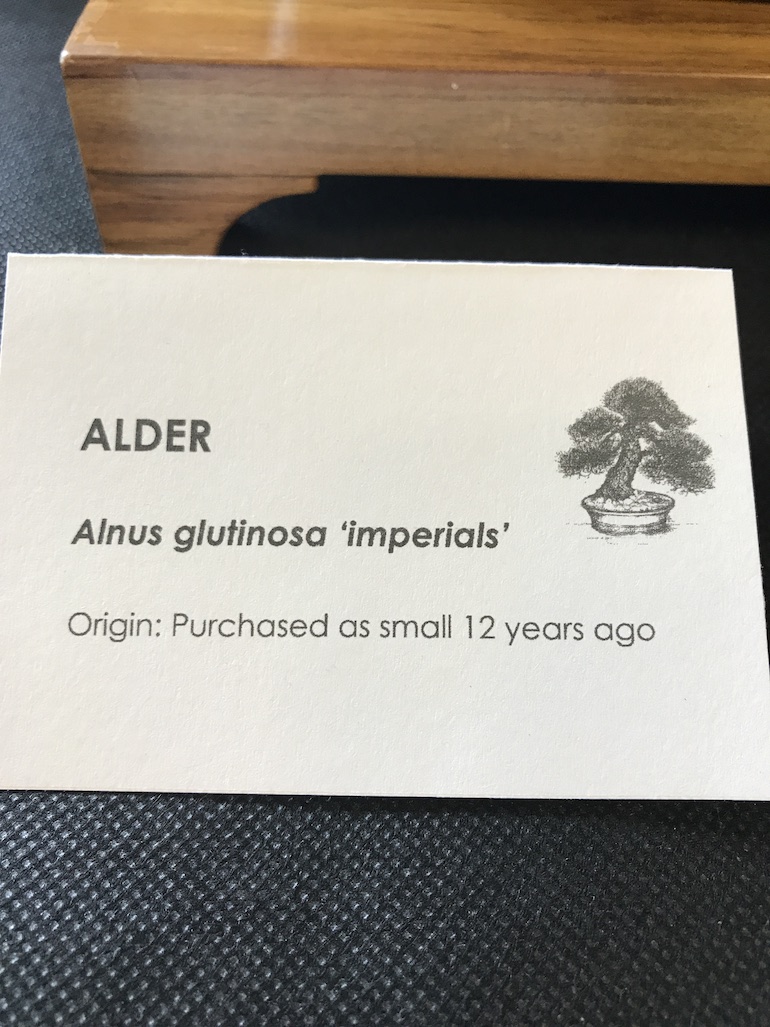 ALDER
Alnus glutinosa ‘imperials’
Origin: Purchased as small 12 years ago